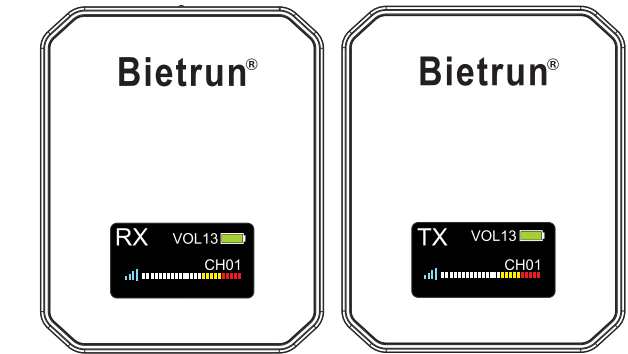 Bietrun®
RX VOL13
CH01
Bietrun®
TX VOL13
CH01